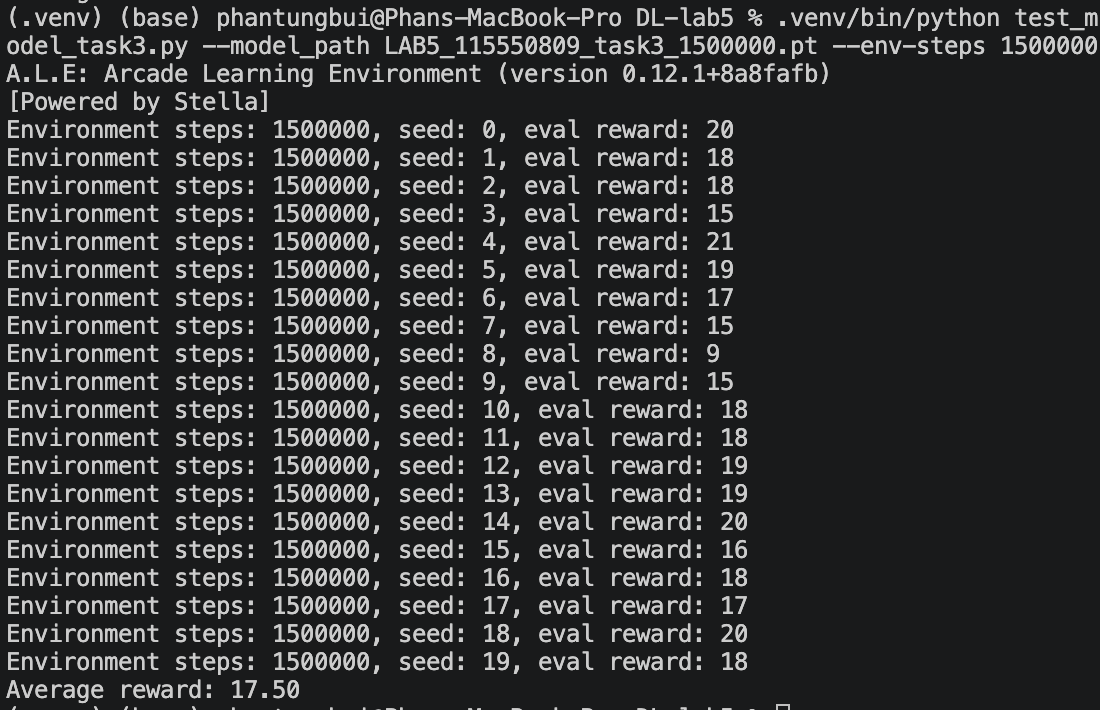 (.venv) (base) phantungbui@Phans-MacBook-Pro DL-lab5 % .venv/bin/python test_m
odel_task3.py --model_path LAB5_115550809_task3_1500000.pt --env-steps 1500000
A.L.E: Arcade Learning Environment (version 0.12.1+8a8fafb)
[Powered by Stella]
Environment steps: 1500000, seed: 0, eval reward: 20
Environment steps: 1500000, seed: 1, eval reward: 18
Environment steps: 1500000, seed: 2, eval reward: 18
Environment steps: 1500000, seed: 3, eval reward: 15
Environment steps: 1500000, seed: 4, eval reward: 21
Environment steps: 1500000, seed: 5, eval reward: 19
Environment steps: 1500000, seed: 6, eval reward: 17
Environment steps: 1500000, seed: 7, eval reward: 15
Environment steps: 1500000, seed: 8, eval reward: 9
Environment steps: 1500000, seed: 9, eval reward: 15
Environment steps: 1500000, seed: 10, eval reward: 18
Environment steps: 1500000, seed: 11, eval reward: 18
Environment steps: 1500000, seed: 12, eval reward: 19
Environment steps: 1500000, seed: 13, eval reward: 19
Environment steps: 1500000, seed: 14, eval reward: 20
Environment steps: 1500000, seed: 15, eval reward: 16
Environment steps: 1500000, seed: 16, eval reward: 18
Environment steps: 1500000, seed: 17, eval reward: 17
Environment steps: 1500000, seed: 18, eval reward: 20
Environment steps: 1500000, seed: 19, eval reward: 18
Average reward: 17.50